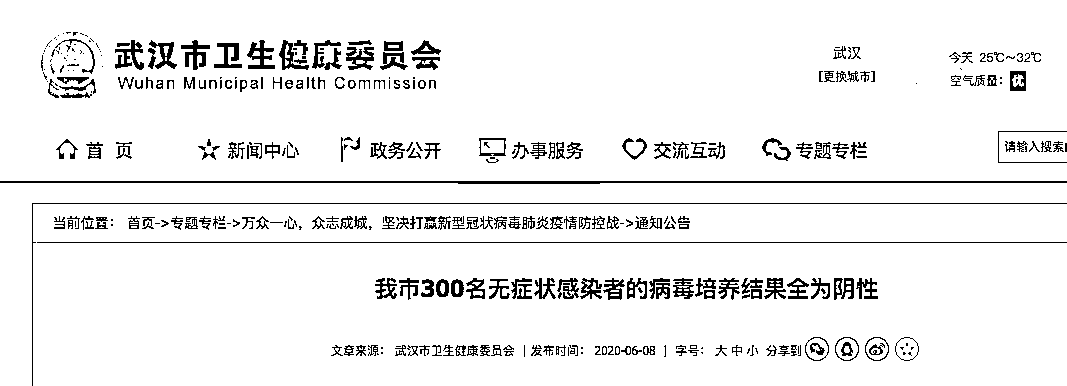 武汉市卫生健康委员会
Wuhan Municipal Health Commission
武汉
[更换城市]
今天 25℃~32℃
空气质量: 优
首 页 新闻中心 政务公开 办事服务 交流互动 专题专栏
请输入搜索
当前位置: 首页->专题专栏->万众一心, 众志成城, 坚决打赢新型冠状病毒肺炎疫情防控战->通知公告
我市300名无症状感染者的病毒培养结果全为阴性
文章来源: 武汉市卫生健康委员会 | 发布时间: 2020-06-08 | 字号: 大 中 小 分享到